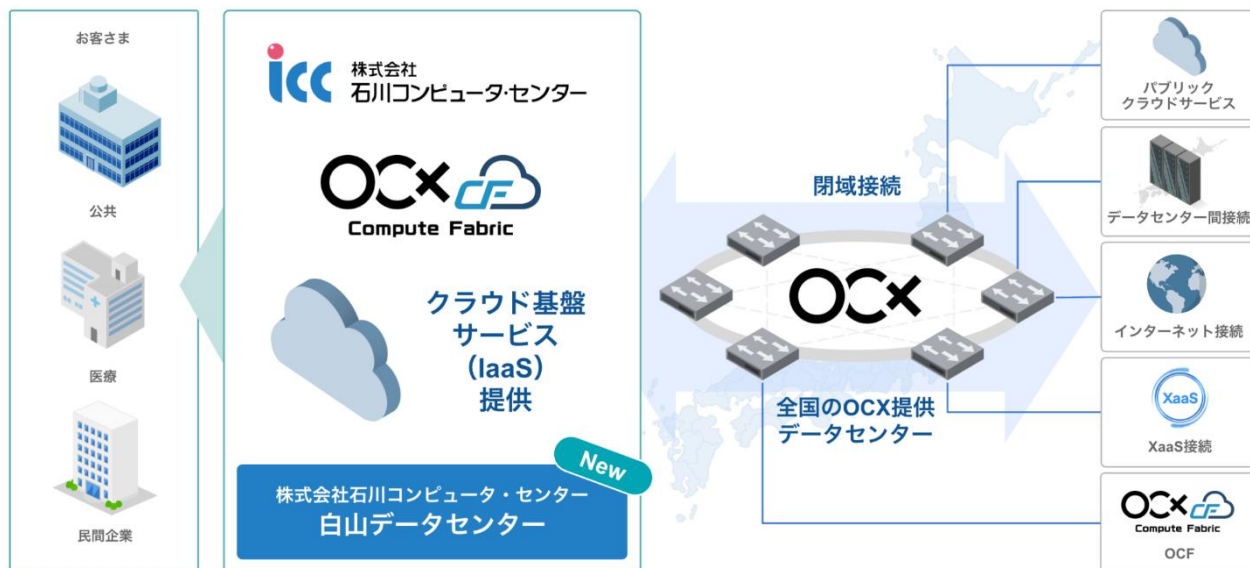 お客さま
公共
医療
民間企業
icc
株式会社
石川コンピュータ・センター
OCX CF
Compute Fabric
クラウド基盤
サービス
（IaaS）
提供
New
株式会社石川コンピュータ・センター
白山データセンター
閉域接続
OCX
全国のOCX提供
データセンター
パブリック
クラウドサービス
データセンター間接続
インターネット接続
XaaS
XaaS接続
OCX CF
Compute Fabric
OCF